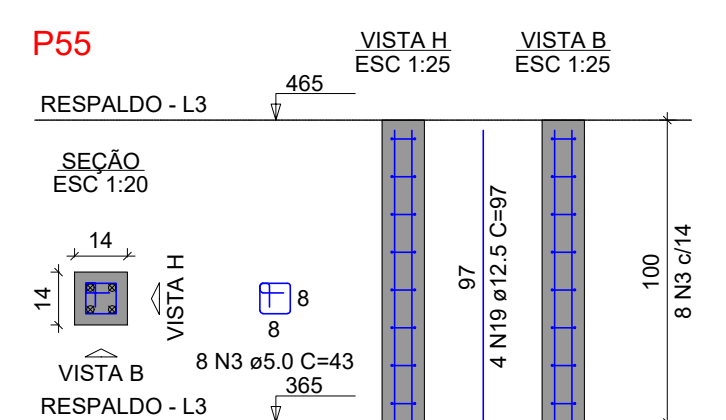 P55
VISTA H
ESC 1:25
VISTA B
ESC 1:25
465
RESPALDO - L3
SEÇÃO
ESC 1:20
14
14
VISTA H
VISTA B
8
8
8 N3 ø5.0 C=43
97
4 N19 ø12.5 C=97
100
8 N3 c/14
365
RESPALDO - L3